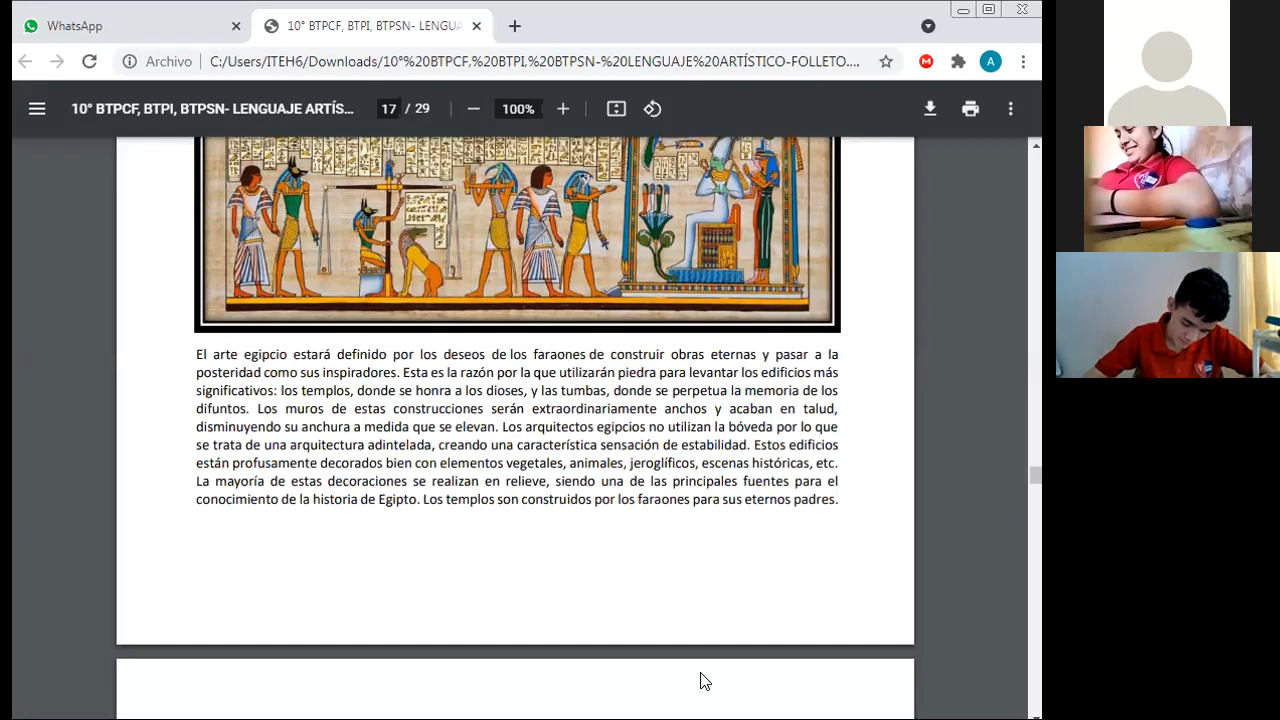 WhatsApp
10° BTPCF, BTPI, BTPSN- LENGUA
Archivo
C:/Users/ITEH6/Downloads/10°%20BTPCF,%20BTPI,%20BTPSN-%20LENGUAJE%20ARTÍSTICO-FOLLETO....
A
10° BTPCF, BTPI, BTPSN- LENGUAJE ARTÍS...
17 / 29
100%
El arte egipcio estará definido por los deseos de los faraones de construir obras eternas y pasar a la
posteridad como sus inspiradores. Esta es la razón por la que utilizarán piedra para levantar los edificios más
significativos: los templos, donde se honra a los dioses, y las tumbas, donde se perpetua la memoria de los
difuntos. Los muros de estas construcciones serán extraordinariamente anchos y acaban en talud,
disminuyendo su anchura a medida que se elevan. Los arquitectos egipcios no utilizan la bóveda por lo que
se trata de una arquitectura adintelada, creando una característica sensación de estabilidad. Estos edificios
están profusamente decorados bien con elementos vegetales, animales, jeroglíficos, escenas históricas, etc.
La mayoría de estas decoraciones se realizan en relieve, siendo una de las principales fuentes para el
conocimiento de la historia de Egipto. Los templos son construidos por los faraones para sus eternos padres.